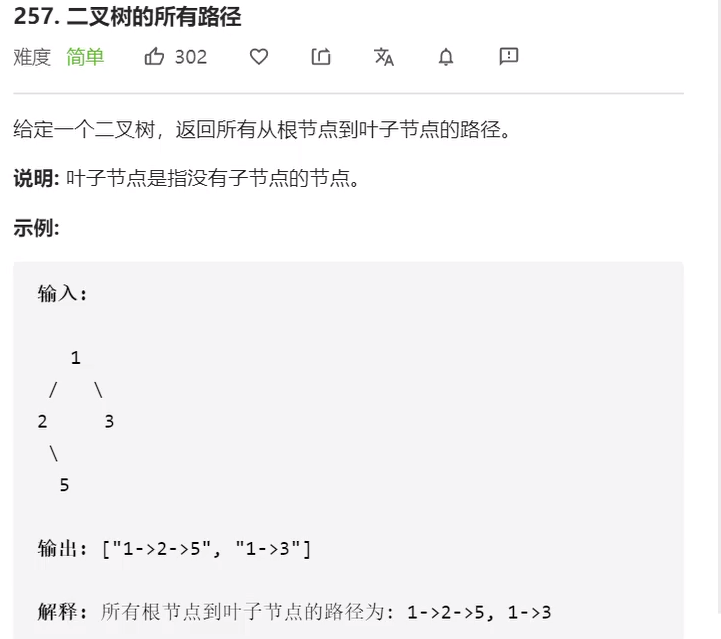 257. 二叉树的所有路径
难度 简单 302
给定一个二叉树，返回所有从根节点到叶子节点的路径。
说明: 叶子节点是指没有子节点的节点。
示例:
输入:
1
/ \
2 3
\
5
输出: ["1->2->5", "1->3"]
解释: 所有根节点到叶子节点的路径为: 1->2->5, 1->3